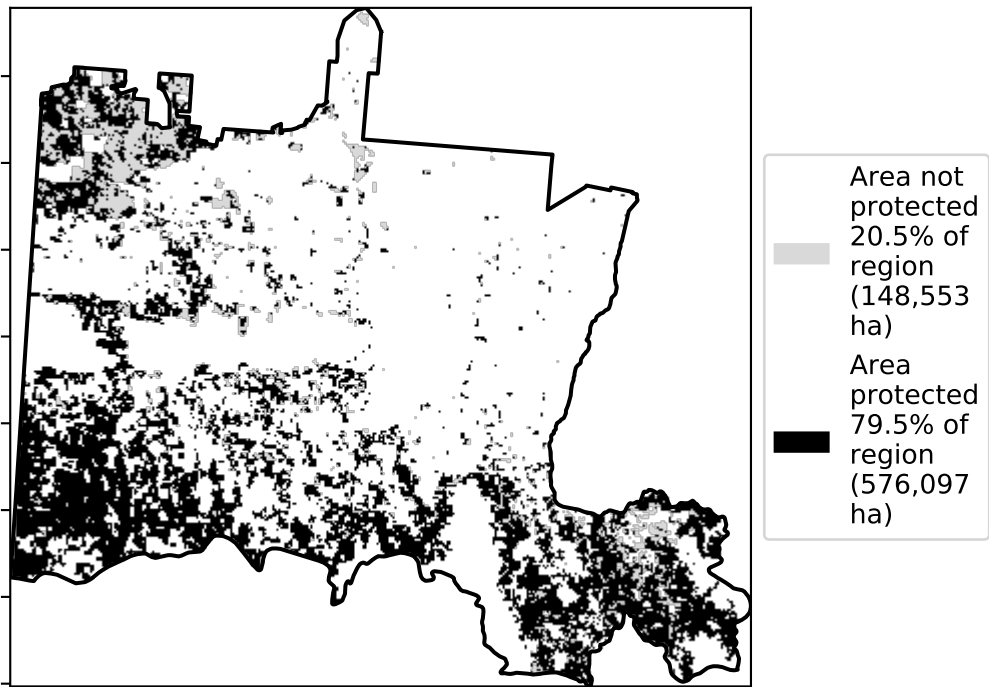 Area not
protected
20.5% of
region
(148,553
ha)
Area
protected
79.5% of
region
(576,097
ha)